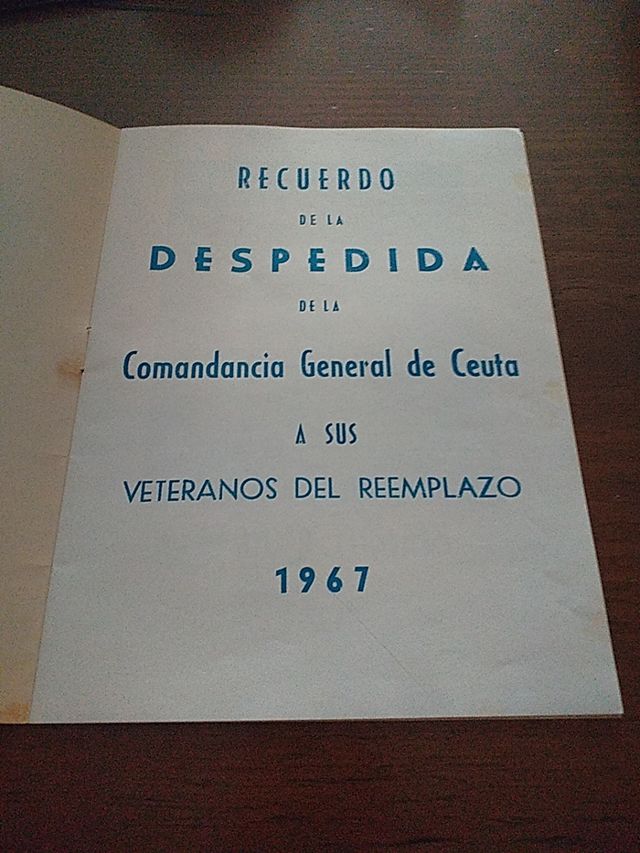 RECUERDO
DE LA
DESPEDIDA
DE LA
Comandancia General de Ceuta
A SUS
VETERANOS DEL REEMPLAZO
1967